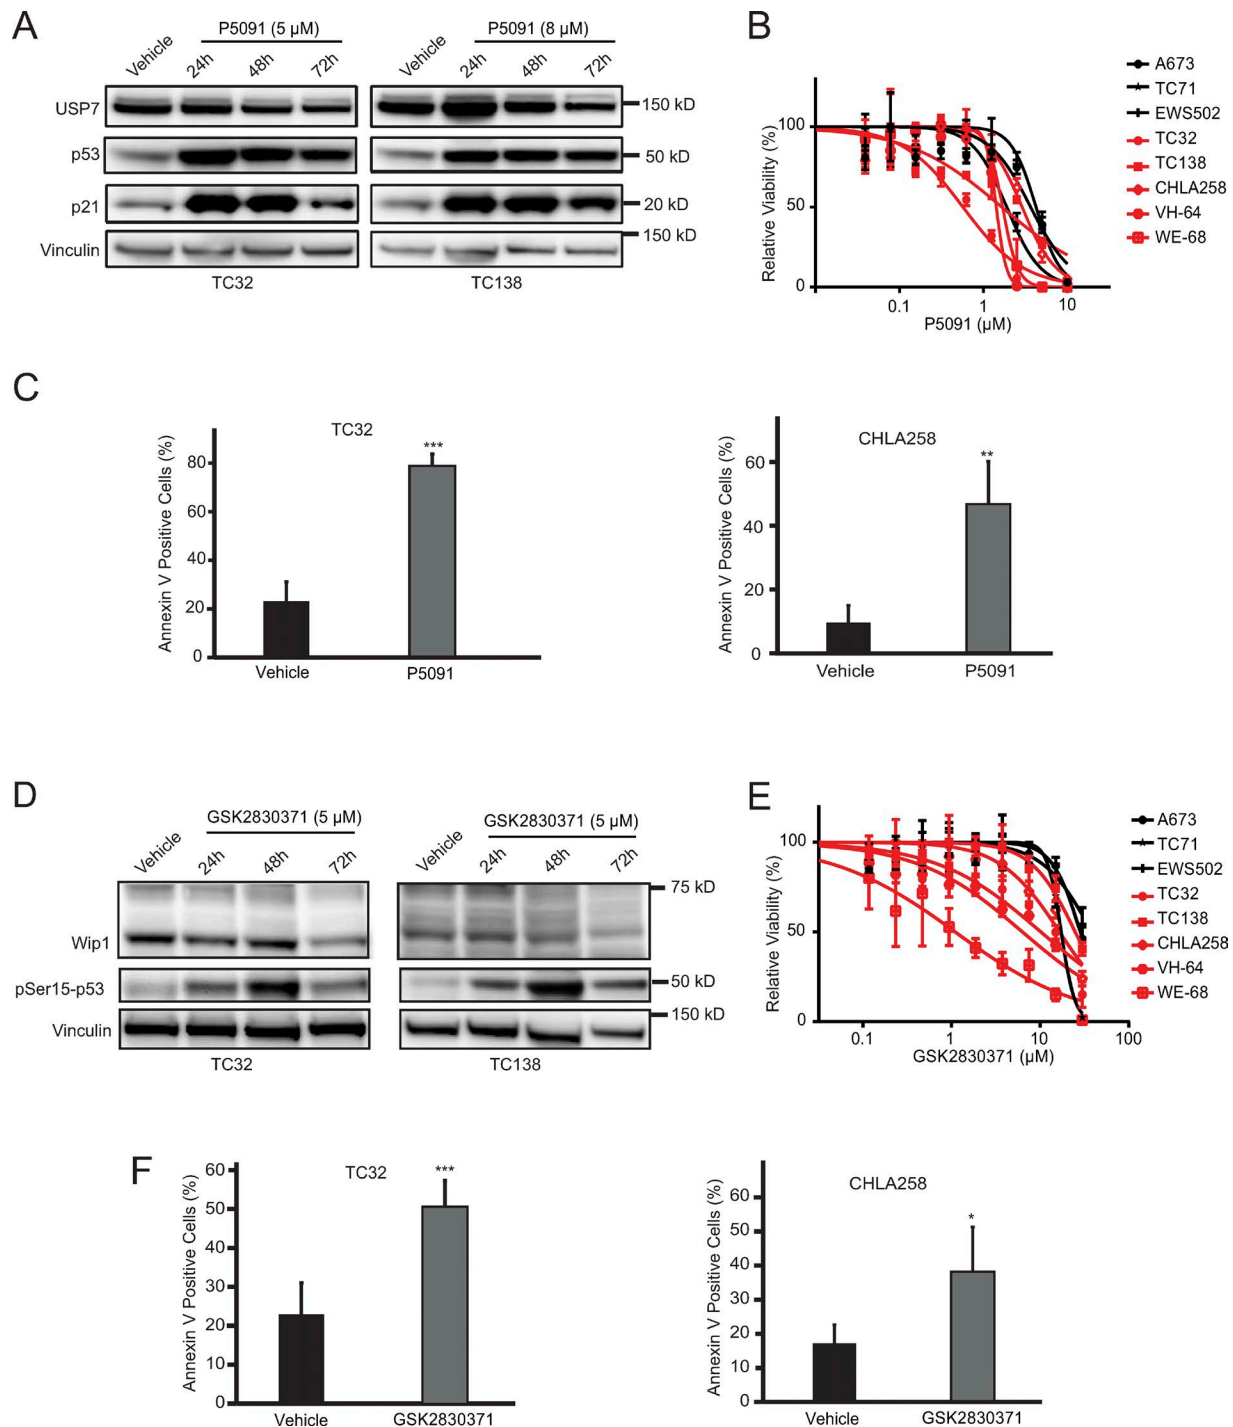 A
P5091 (5 µM)
P5091 (8 µM)
Vehicle
24h
48h
72h
Vehicle
24h
48h
72h
USP7
150 kD
p53
50 kD
p21
20 kD
150 kD
Vinculin
TC32
TC138
B
Relative Viability (%)
100
50
0
0.1
1
10
P5091 (µM)
A673
TC71
EWS502
TC32
TC138
CHLA258
VH-64
WE-68
C
TC32
Annexin V Positive Cells (%)
80
60
40
20
0
***
Vehicle
P5091
CHLA258
Annexin V Positive Cells (%)
60
40
20
0
**
Vehicle
P5091
D
GSK2830371 (5 µM)
GSK2830371 (5 µM)
Vehicle
24h
48h
72h
Vehicle
24h
48h
72h
75 kD
Wip1
pSer15-p53
50 kD
150 kD
Vinculin
TC32
TC138
E
Relative Viability (%)
100
50
0
0.1
1
10
100
GSK2830371 (µM)
A673
TC71
EWS502
TC32
TC138
CHLA258
VH-64
WE-68
F
TC32
Annexin V Positive Cells (%)
60
50
40
30
20
10
0
***
Vehicle
GSK2830371
CHLA258
Annexin V Positive Cells (%)
60
50
40
30
20
10
0
*
Vehicle
GSK2830371